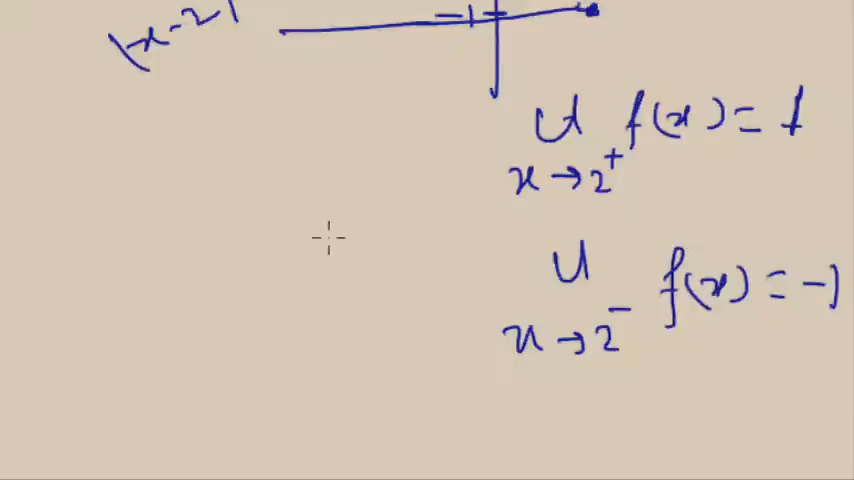 |x-2|
-1
lt f(x) = 1
x→2⁺
lt f(x) = -1
x→2⁻